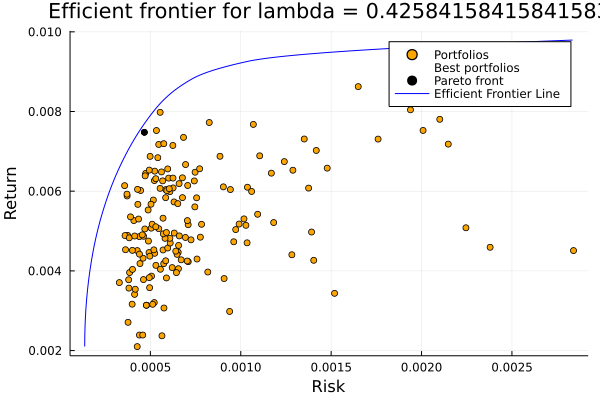 Efficient frontier for lambda = 0.4258415841584158
0.010
Portfolios
Best portfolios
Pareto front
Efficient Frontier Line
0.008
Return
0.006
0.004
0.002
0.0005 0.0010 0.0015 0.0020 0.0025
Risk